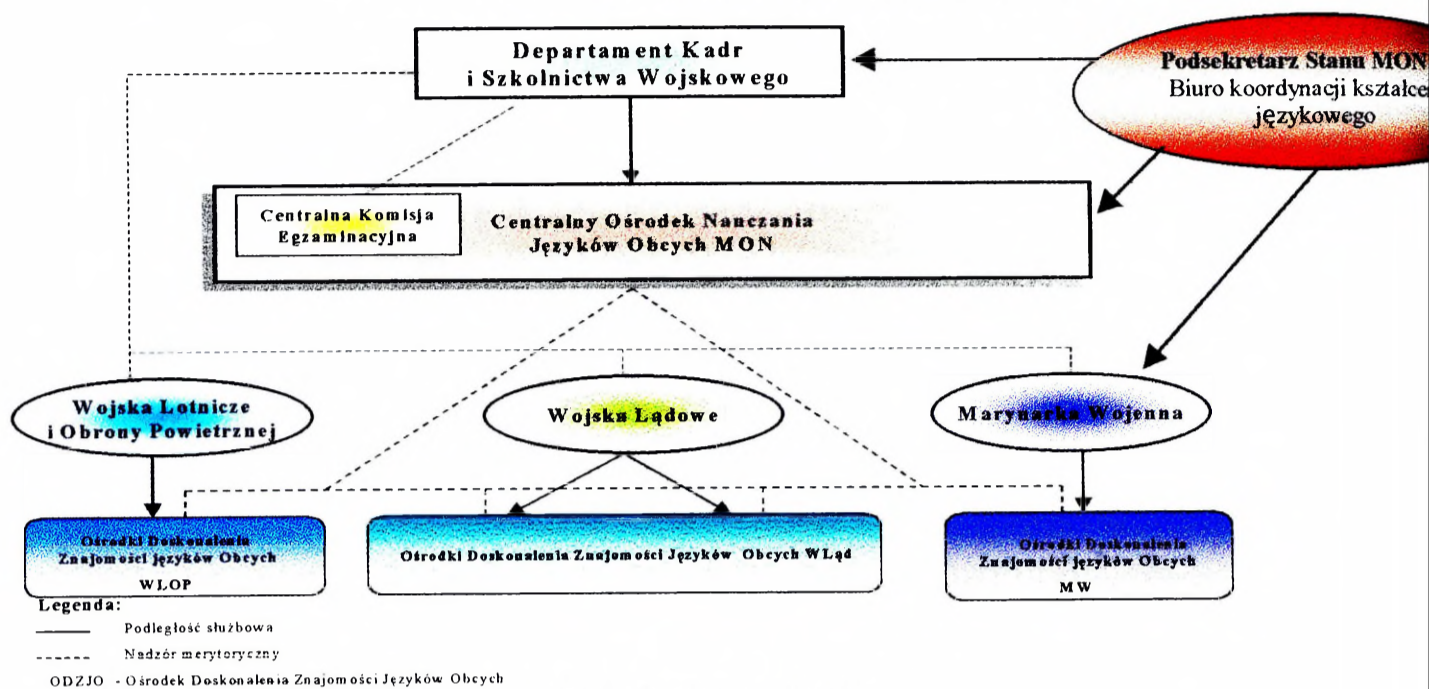 Departament Kadr
i Szkolnictwa Wojskowego
Podsekretarz Stanu MON
Biuro koordynacji kształce
językowego
Centralna Komisja
Egzaminacyjna
Centralny Ośrodek Nauczania
Języków Obcych MON
Wojska Lotnicze
i Obrony Powietrznej
Wojska Lądowe
Marynarka Wojenna
Ośrodki Doskonalenia
Znajomości języków Obcych
WLOP
Ośrodki Doskonalenia Znajomości Języków Obcych WLąd
Ośrodki Doskonalenia
Znajomości języków Obcych
MW
Legenda:
Podległość służbowa
Nadzór merytoryczny
ODZJO - Ośrodek Doskonalenia Znajomości Języków Obcych